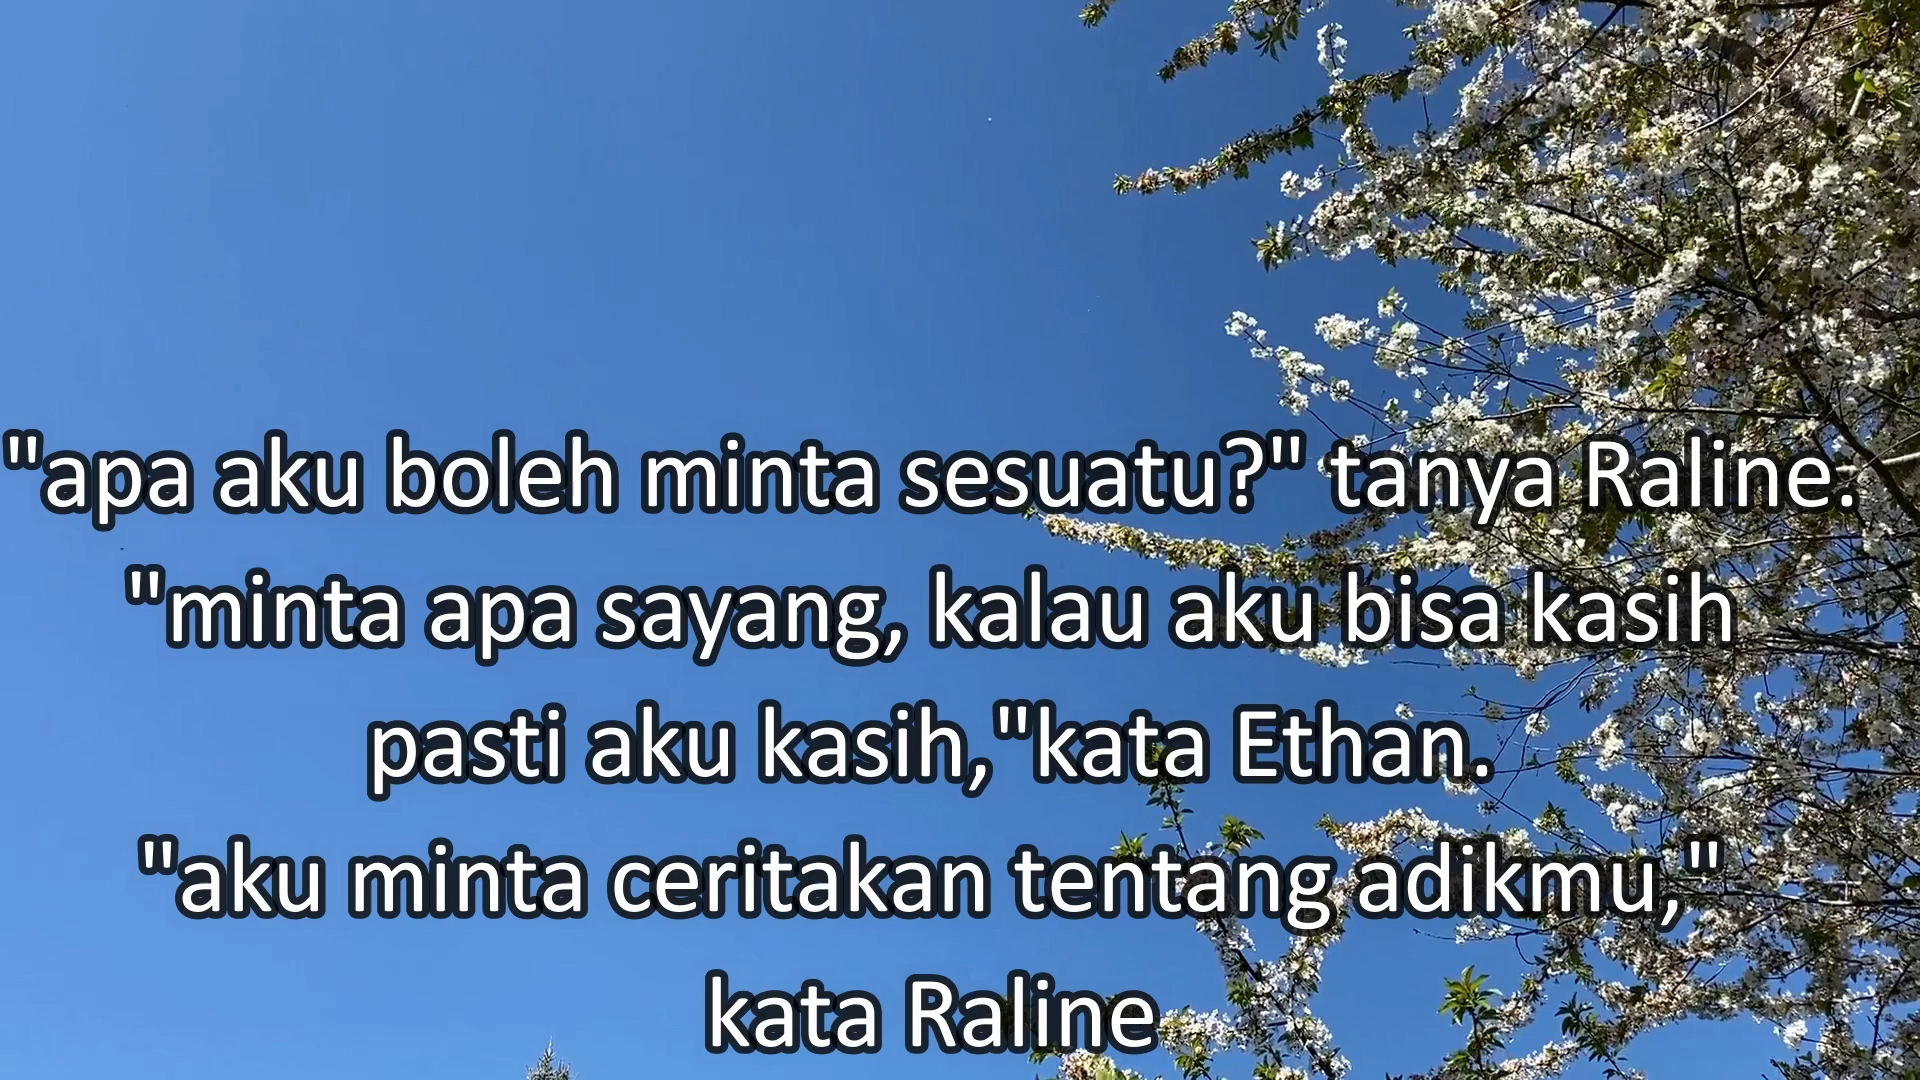 "apa aku boleh minta sesuatu?" tanya Raline.
"minta apa sayang, kalau aku bisa kasih
pasti aku kasih,"kata Ethan.
"aku minta ceritakan tentang adikmu,"
kata Raline